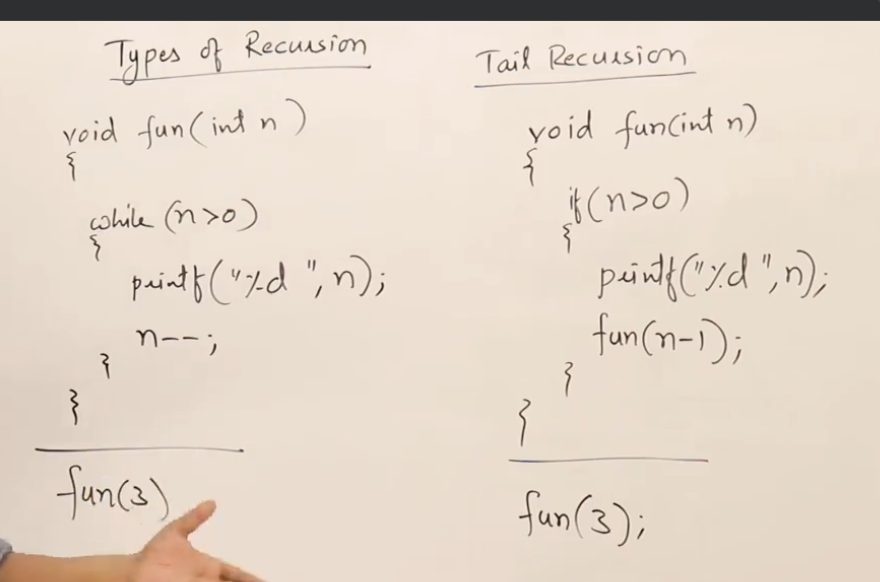 Types of Recursion
void fun(int n)
{
while (n>0)
{
printf("%d ", n);
n--;
}
}
fun(3)
Tail Recursion
void fun(int n)
{
if(n>0)
{
printf("%d ", n);
fun(n-1);
}
}
fun(3);